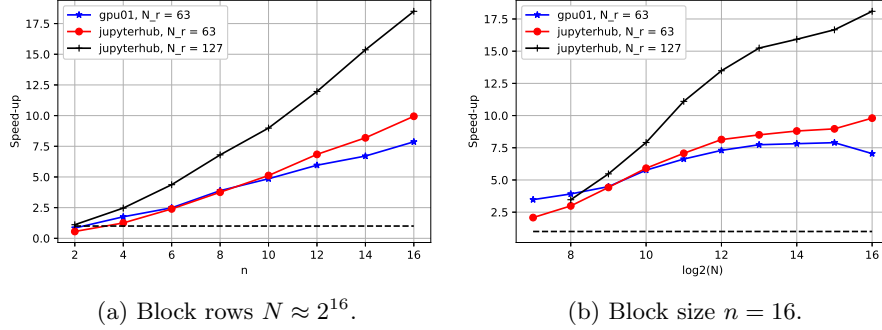 gpu01, N_r = 63
jupyterhub, N_r = 63
jupyterhub, N_r = 127
Speed-up
17.5
15.0
12.5
10.0
7.5
5.0
2.5
0.0
2 4 6 8 10 12 14 16
n
(a) Block rows N ≈ 2^16.
gpu01, N_r = 63
jupyterhub, N_r = 63
jupyterhub, N_r = 127
Speed-up
17.5
15.0
12.5
10.0
7.5
5.0
2.5
8 10 12 14 16
log2(N)
(b) Block size n = 16.